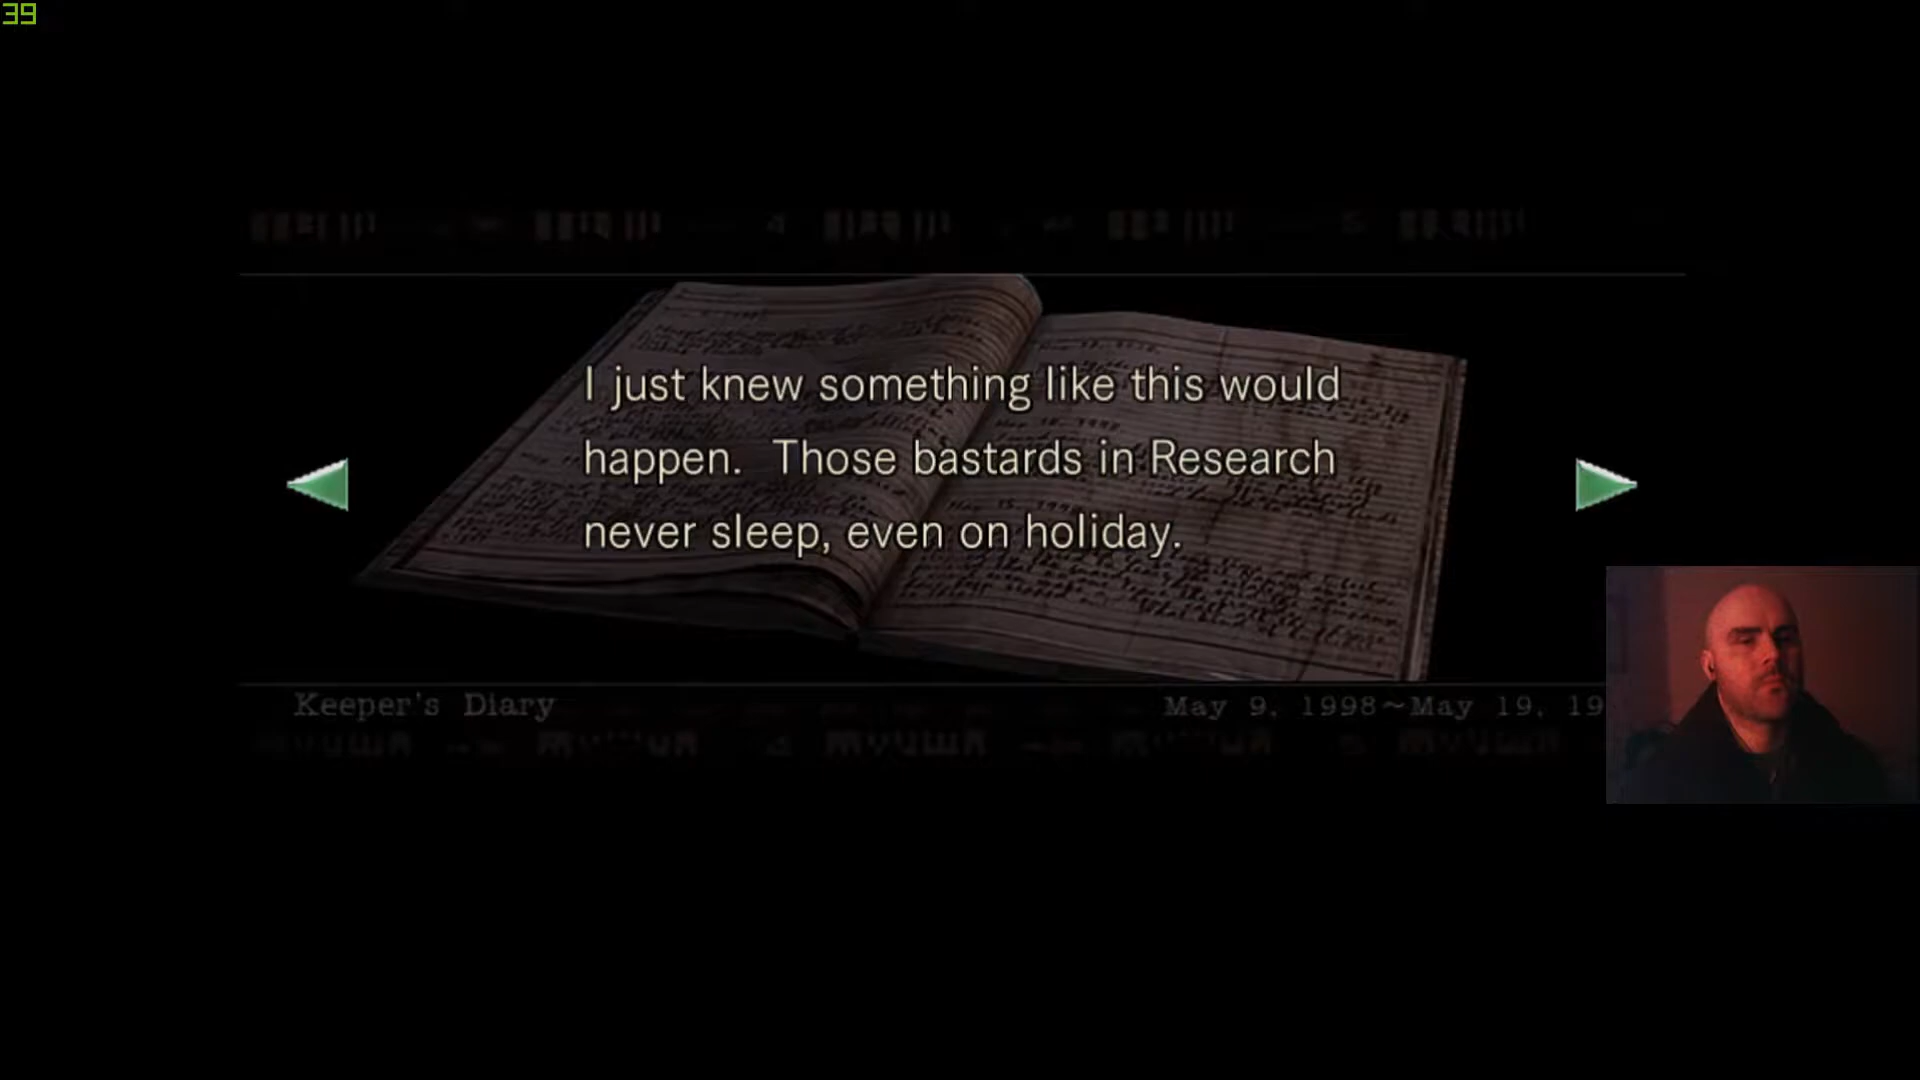 39
I just knew something like this would
happen. Those bastards in Research
never sleep, even on holiday.
Keeper's Diary
May 9. 1998~May 19. 19